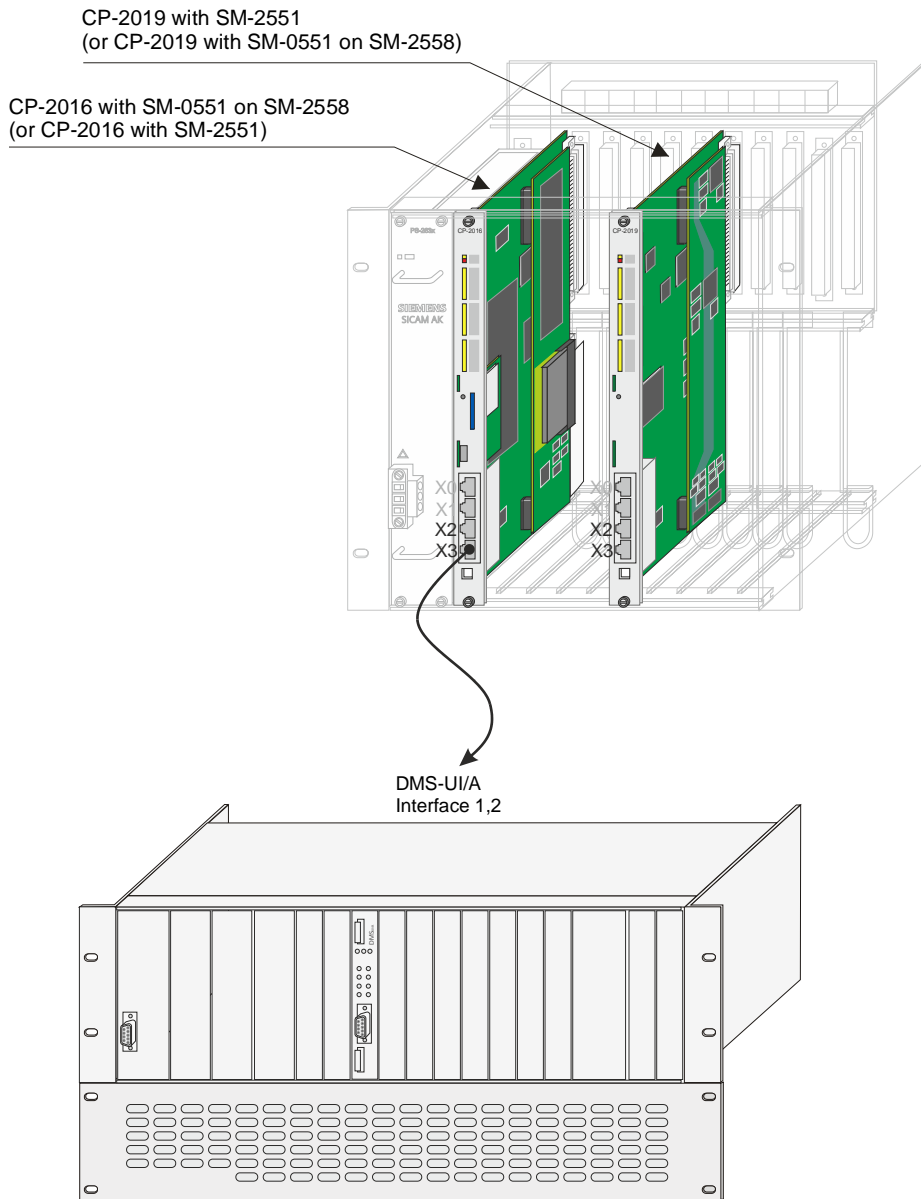 CP-2019 with SM-2551
(or CP-2019 with SM-0551 on SM-2558)
CP-2016 with SM-0551 on SM-2558
(or CP-2016 with SM-2551)
CP-2016
CP-2019
SIEMENS
SICAM AK
X0
X1
X2
X3
X0
X1
X2
X3
DMS-UI/A
Interface 1,2